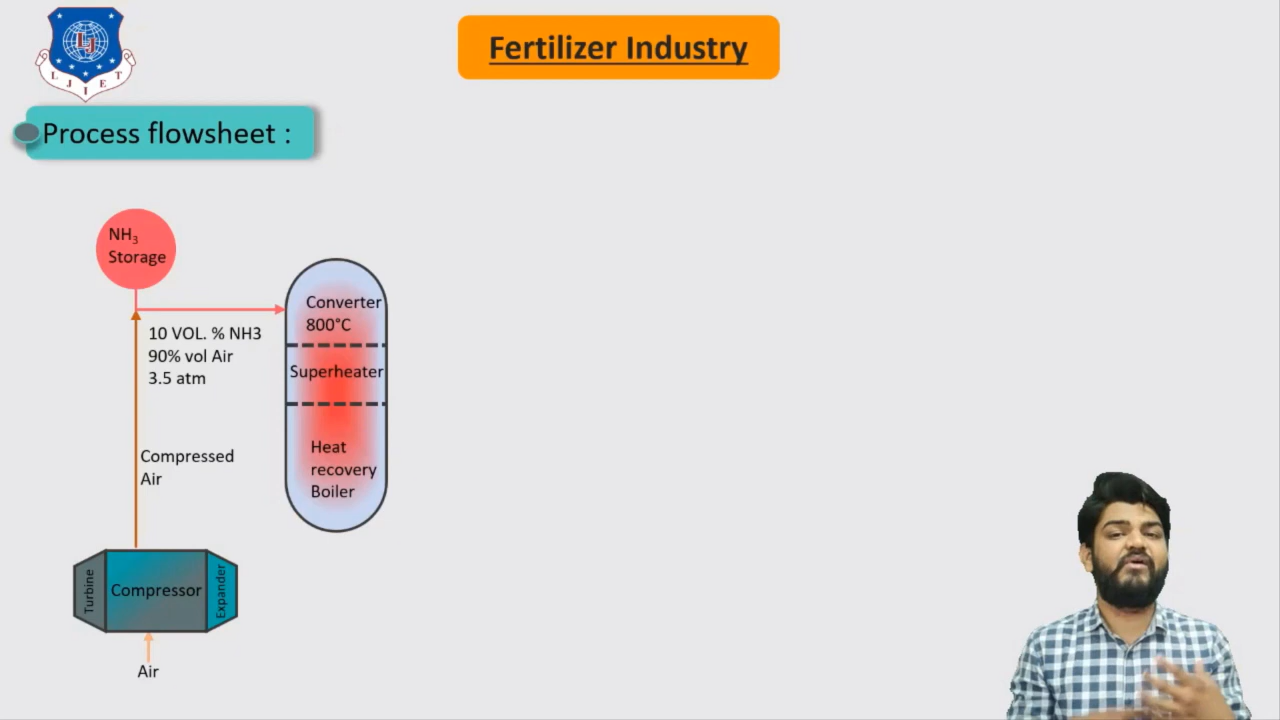 L J I E T
LJ
Fertilizer Industry
Process flowsheet :
NH₃
Storage
10 VOL. % NH3
90% vol Air
3.5 atm
Converter
800°C
Superheater
Heat
recovery
Boiler
Compressed
Air
Turbine
Compressor
Expander
Air